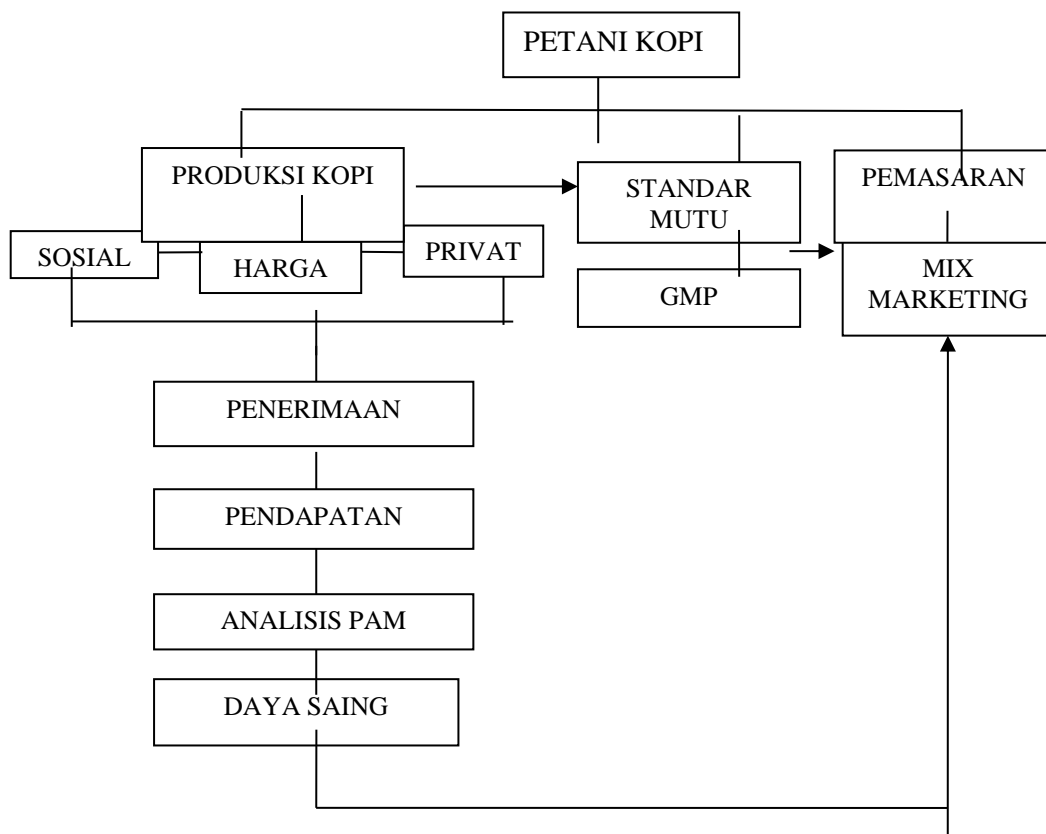 PETANI KOPI
PRODUKSI KOPI
STANDAR
MUTU
PEMASARAN
SOSIAL
HARGA
PRIVAT
GMP
MIX
MARKETING
PENERIMAAN
PENDAPATAN
ANALISIS PAM
DAYA SAING